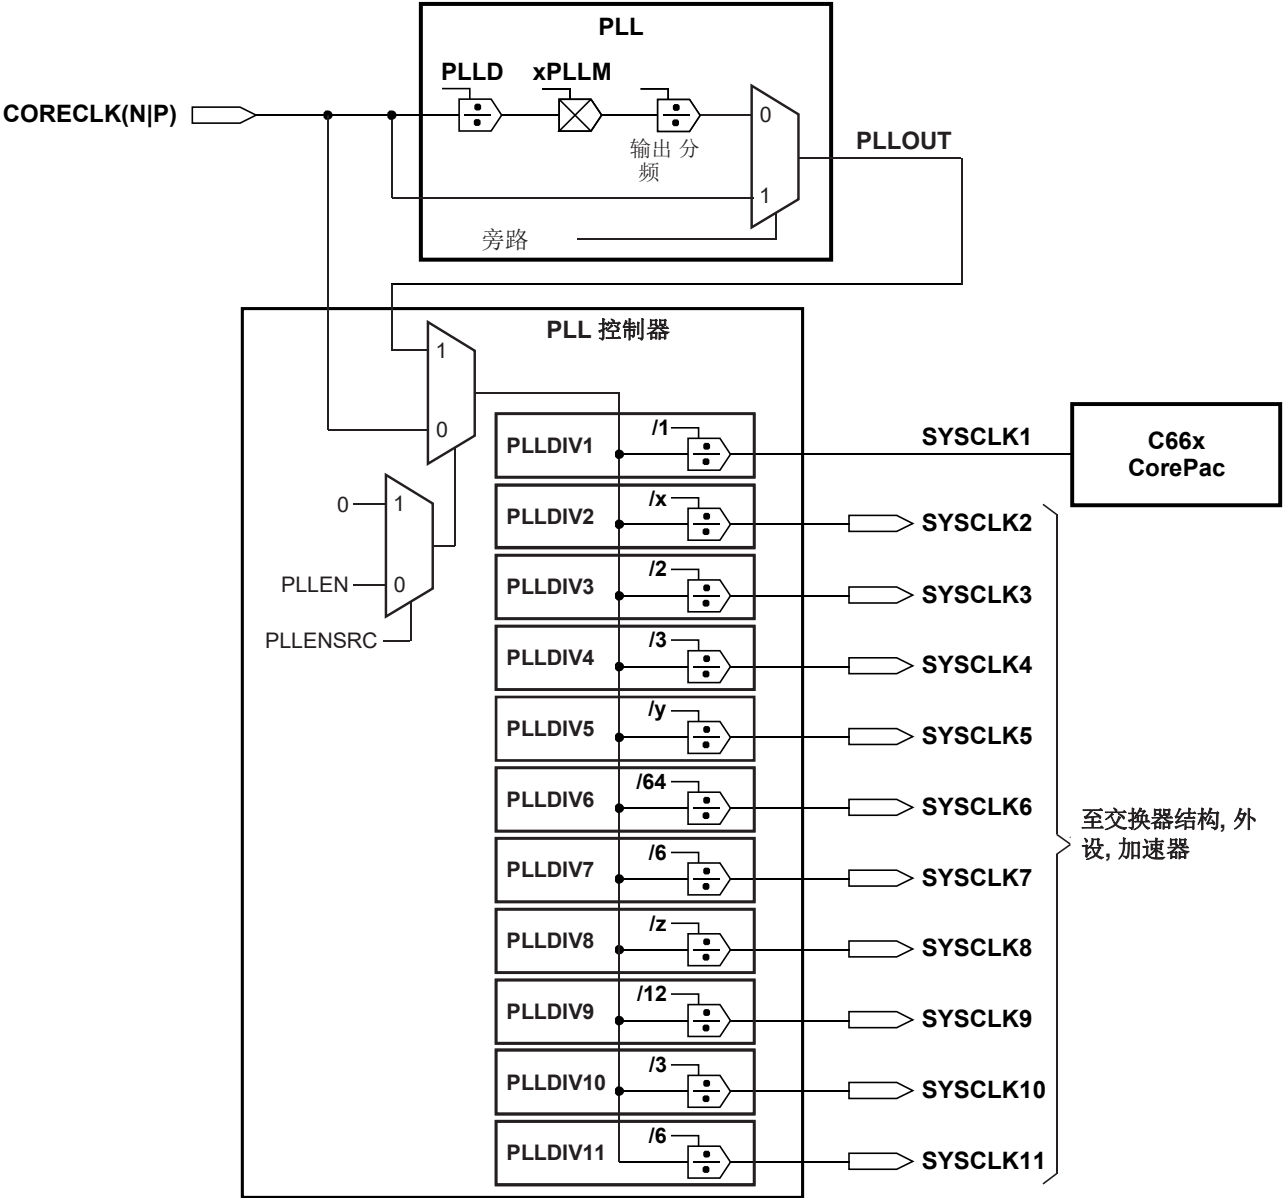 PLL
PLLD
xPLLM
CORECLK(N|P)
0
输出 分
频
PLLOUT
1
旁路
PLL 控制器
1
0
0
1
PLLEN
0
PLLENSRC
PLLDIV1
/1
SYSCLK1
C66x
CorePac
PLLDIV2
/x
SYSCLK2
PLLDIV3
/2
SYSCLK3
PLLDIV4
/3
SYSCLK4
PLLDIV5
/y
SYSCLK5
PLLDIV6
/64
SYSCLK6
至交换器结构, 外
设, 加速器
PLLDIV7
/6
SYSCLK7
PLLDIV8
/z
SYSCLK8
PLLDIV9
/12
SYSCLK9
PLLDIV10
/3
SYSCLK10
PLLDIV11
/6
SYSCLK11